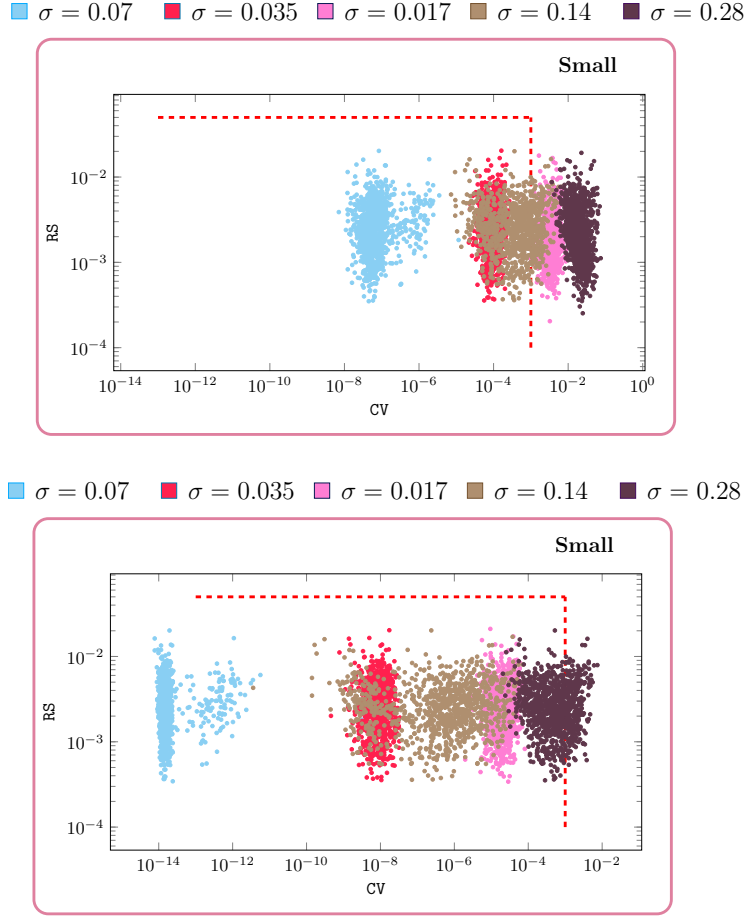 σ = 0.07 σ = 0.035 σ = 0.017 σ = 0.14 σ = 0.28
Small
10⁻²
10⁻³
10⁻⁴
RS
10⁻¹⁴ 10⁻¹² 10⁻¹⁰ 10⁻⁸ 10⁻⁶ 10⁻⁴ 10⁻² 10⁰
CV
σ = 0.07 σ = 0.035 σ = 0.017 σ = 0.14 σ = 0.28
Small
10⁻²
10⁻³
10⁻⁴
RS
10⁻¹⁴ 10⁻¹² 10⁻¹⁰ 10⁻⁸ 10⁻⁶ 10⁻⁴ 10⁻²
CV